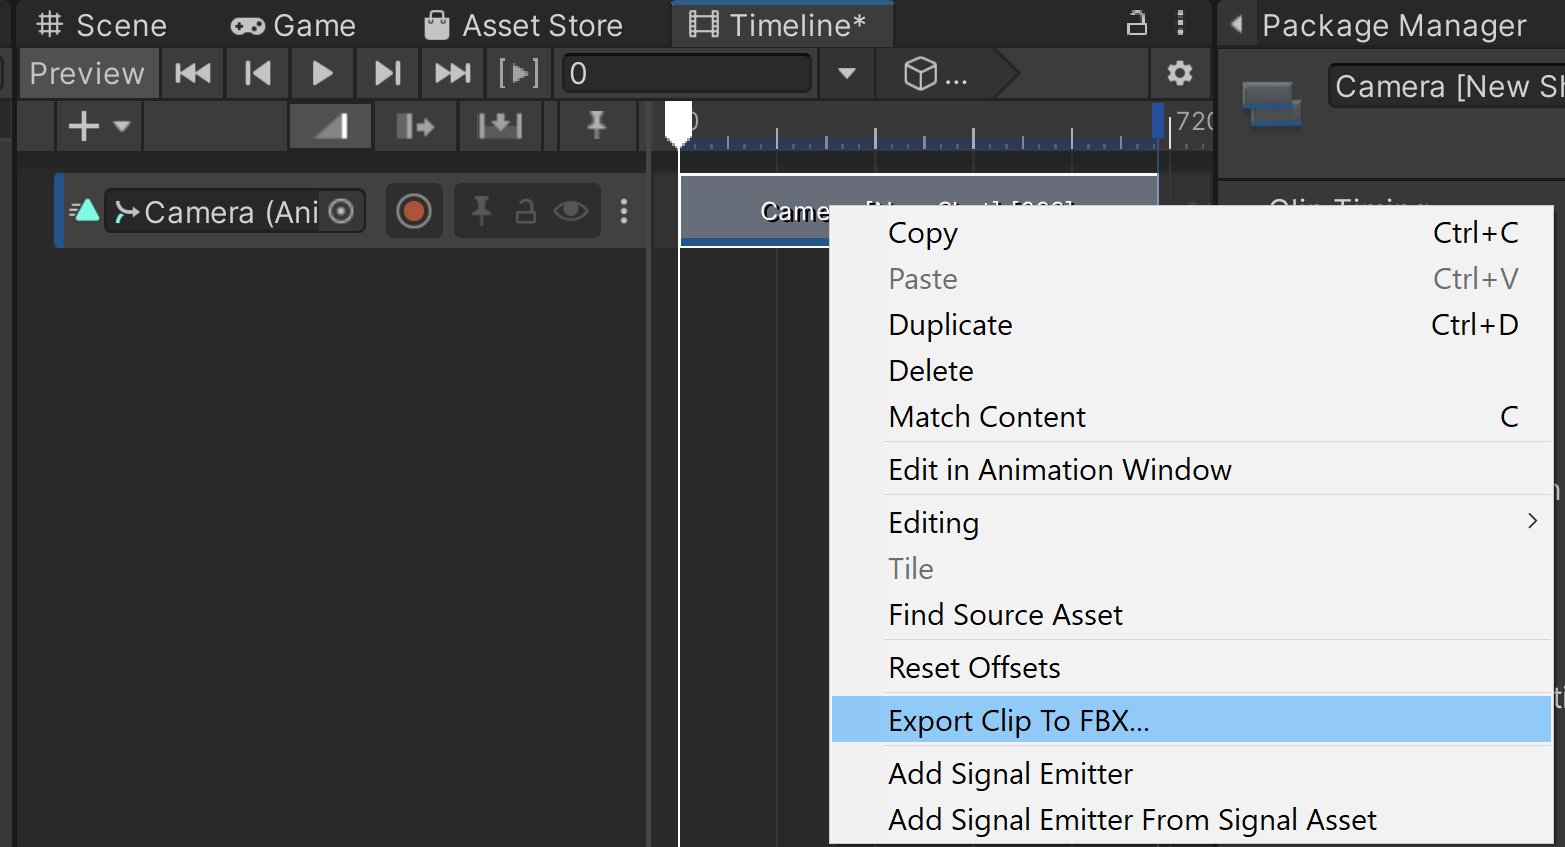 Scene Game Asset Store Timeline* Package Manager
Preview 0 ... Camera [New Sh
0 720
Camera (Ani
Copy Ctrl+C
Paste Ctrl+V
Duplicate Ctrl+D
Delete
Match Content C
Edit in Animation Window
Editing
Tile
Find Source Asset
Reset Offsets
Export Clip To FBX...
Add Signal Emitter
Add Signal Emitter From Signal Asset